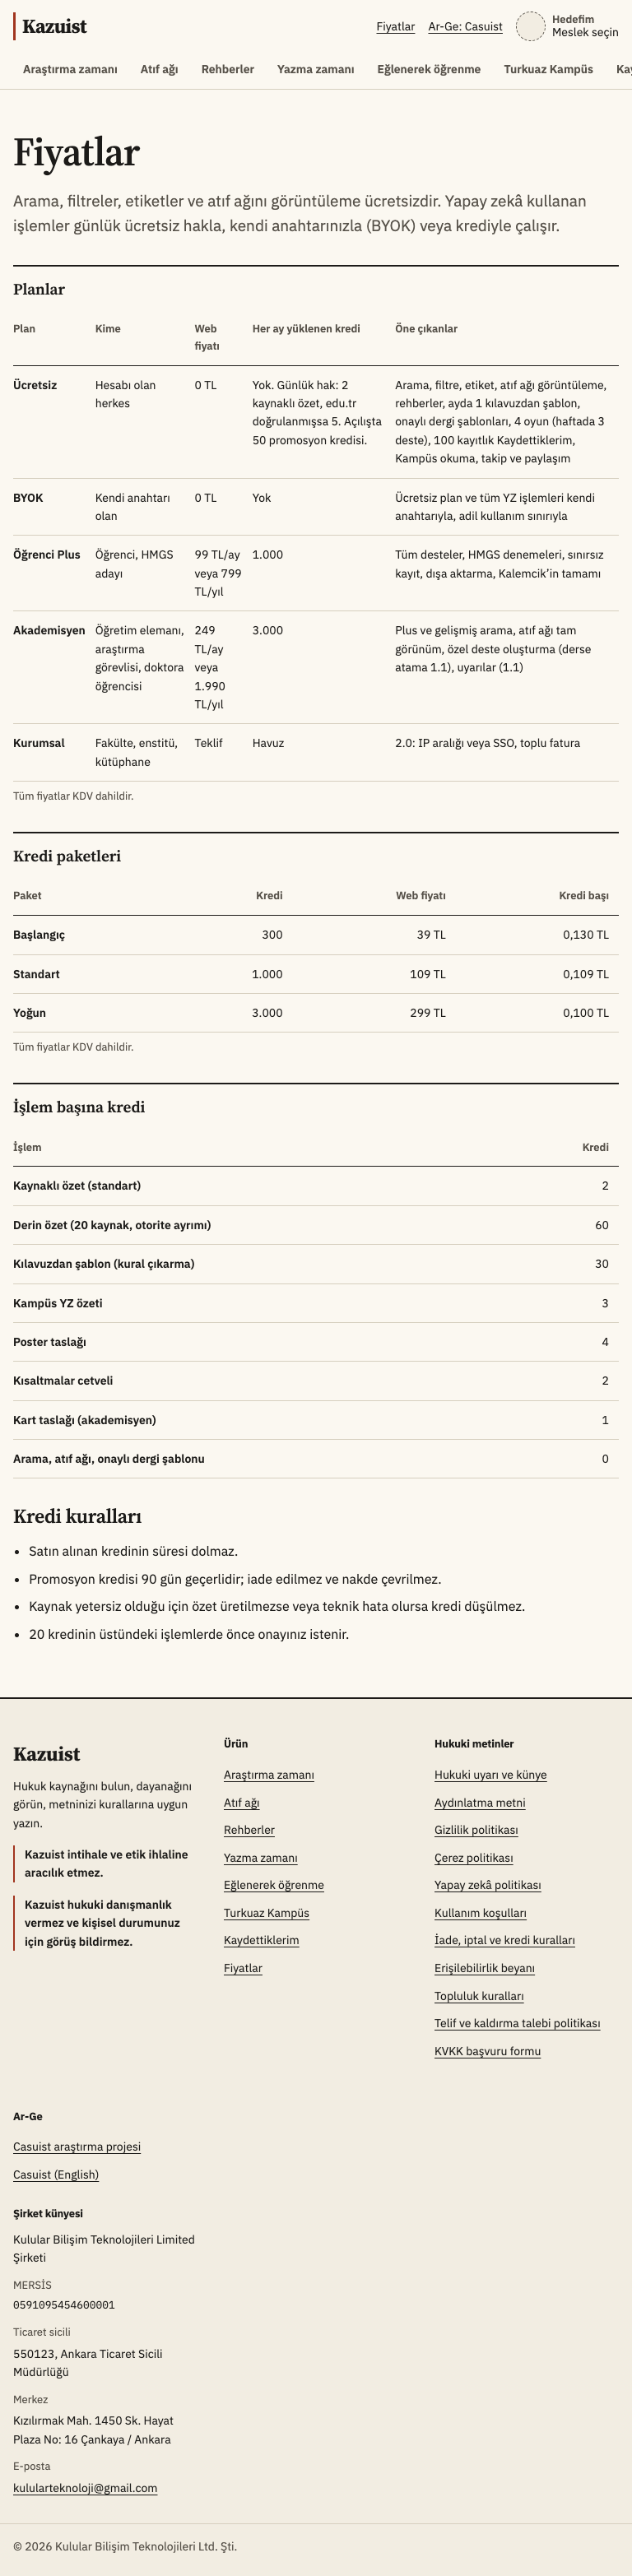 Kazuist
Fiyatlar
Ar-Ge: Casuist
Hedefim
Meslek seçin
Araştırma zamanı
Atıf ağı
Rehberler
Yazma zamanı
Eğlenerek öğrenme
Turkuaz Kampüs
Fiyatlar
Arama, filtreler, etiketler ve atıf ağını görüntüleme ücretsizdir. Yapay zekâ kullanan
işlemler günlük ücretsiz hakla, kendi anahtarınızla (BYOK) veya krediyle çalışır.
Planlar
Plan
Kime
Web
fiyatı
Her ay yüklenen kredi
Öne çıkanlar
Ücretsiz
Hesabı olan
herkes
0 TL
Yok. Günlük hak: 2
kaynaklı özet, edu.tr
doğrulanmışsa 5. Açılışta
50 promosyon kredisi.
Arama, filtre, etiket, atıf ağı görüntüleme,
rehberler, ayda 1 kılavuzdan şablon,
onaylı dergi şablonları, 4 oyun (haftada 3
deste), 100 kayıtlık Kaydettiklerim,
Kampüs okuma, takip ve paylaşım
BYOK
Kendi anahtarı
olan
0 TL
Yok
Ücretsiz plan ve tüm YZ işlemleri kendi
anahtarıyla, adil kullanım sınırıyla
Öğrenci Plus
Öğrenci, HMGS
adayı
99 TL/ay
veya 799
TL/yıl
1.000
Tüm desteler, HMGS denemeleri, sınırsız
kayıt, dışa aktarma, Kalemcik'in tamamı
Akademisyen
Öğretim elemanı,
araştırma
görevlisi, doktora
öğrencisi
249
TL/ay
veya
1.990
TL/yıl
3.000
Plus ve gelişmiş arama, atıf ağı tam
görünüm, özel deste oluşturma (derse
atama 1.1), uyarılar (1.1)
Kurumsal
Fakülte, enstitü,
kütüphane
Teklif
Havuz
2.0: IP aralığı veya SSO, toplu fatura
Tüm fiyatlar KDV dahildir.
Kredi paketleri
Paket
Kredi
Web fiyatı
Kredi başı
Başlangıç
300
39 TL
0,130 TL
Standart
1.000
109 TL
0,109 TL
Yoğun
3.000
299 TL
0,100 TL
Tüm fiyatlar KDV dahildir.
İşlem başına kredi
İşlem
Kredi
Kaynaklı özet (standart)
2
Derin özet (20 kaynak, otorite ayrımı)
60
Kılavuzdan şablon (kural çıkarma)
30
Kampüs YZ özeti
3
Poster taslağı
4
Kısaltmalar cetveli
2
Kart taslağı (akademisyen)
1
Arama, atıf ağı, onaylı dergi şablonu
0
Kredi kuralları
• Satın alınan kredinin süresi dolmaz.
• Promosyon kredisi 90 gün geçerlidir; iade edilmez ve nakde çevrilmez.
• Kaynak yetersiz olduğu için özet üretilmezse veya teknik hata olursa kredi düşülmez.
• 20 kredinin üstündeki işlemlerde önce onayınız istenir.
Kazuist
Hukuk kaynağını bulun, dayanağını
görün, metninizi kurallarına uygun
yazın.
Kazuist intihale ve etik ihlaline
aracılık etmez.
Kazuist hukuki danışmanlık
vermez ve kişisel durumunuz
için görüş bildirmez.
Ürün
Araştırma zamanı
Atıf ağı
Rehberler
Yazma zamanı
Eğlenerek öğrenme
Turkuaz Kampüs
Kaydettiklerim
Fiyatlar
Hukuki metinler
Hukuki uyarı ve künye
Aydınlatma metni
Gizlilik politikası
Çerez politikası
Yapay zekâ politikası
Kullanım koşulları
İade, iptal ve kredi kuralları
Erişilebilirlik beyanı
Topluluk kuralları
Telif ve kaldırma talebi politikası
KVKK başvuru formu
Ar-Ge
Casuist araştırma projesi
Casuist (English)
Şirket künyesi
Kulular Bilişim Teknolojileri Limited
Şirketi
MERSİS
0591095454600001
Ticaret sicili
550123, Ankara Ticaret Sicili
Müdürlüğü
Merkez
Kızılırmak Mah. 1450 Sk. Hayat
Plaza No: 16 Çankaya / Ankara
E-posta
kulularteknoloji@gmail.com
© 2026 Kulular Bilişim Teknolojileri Ltd. Şti.